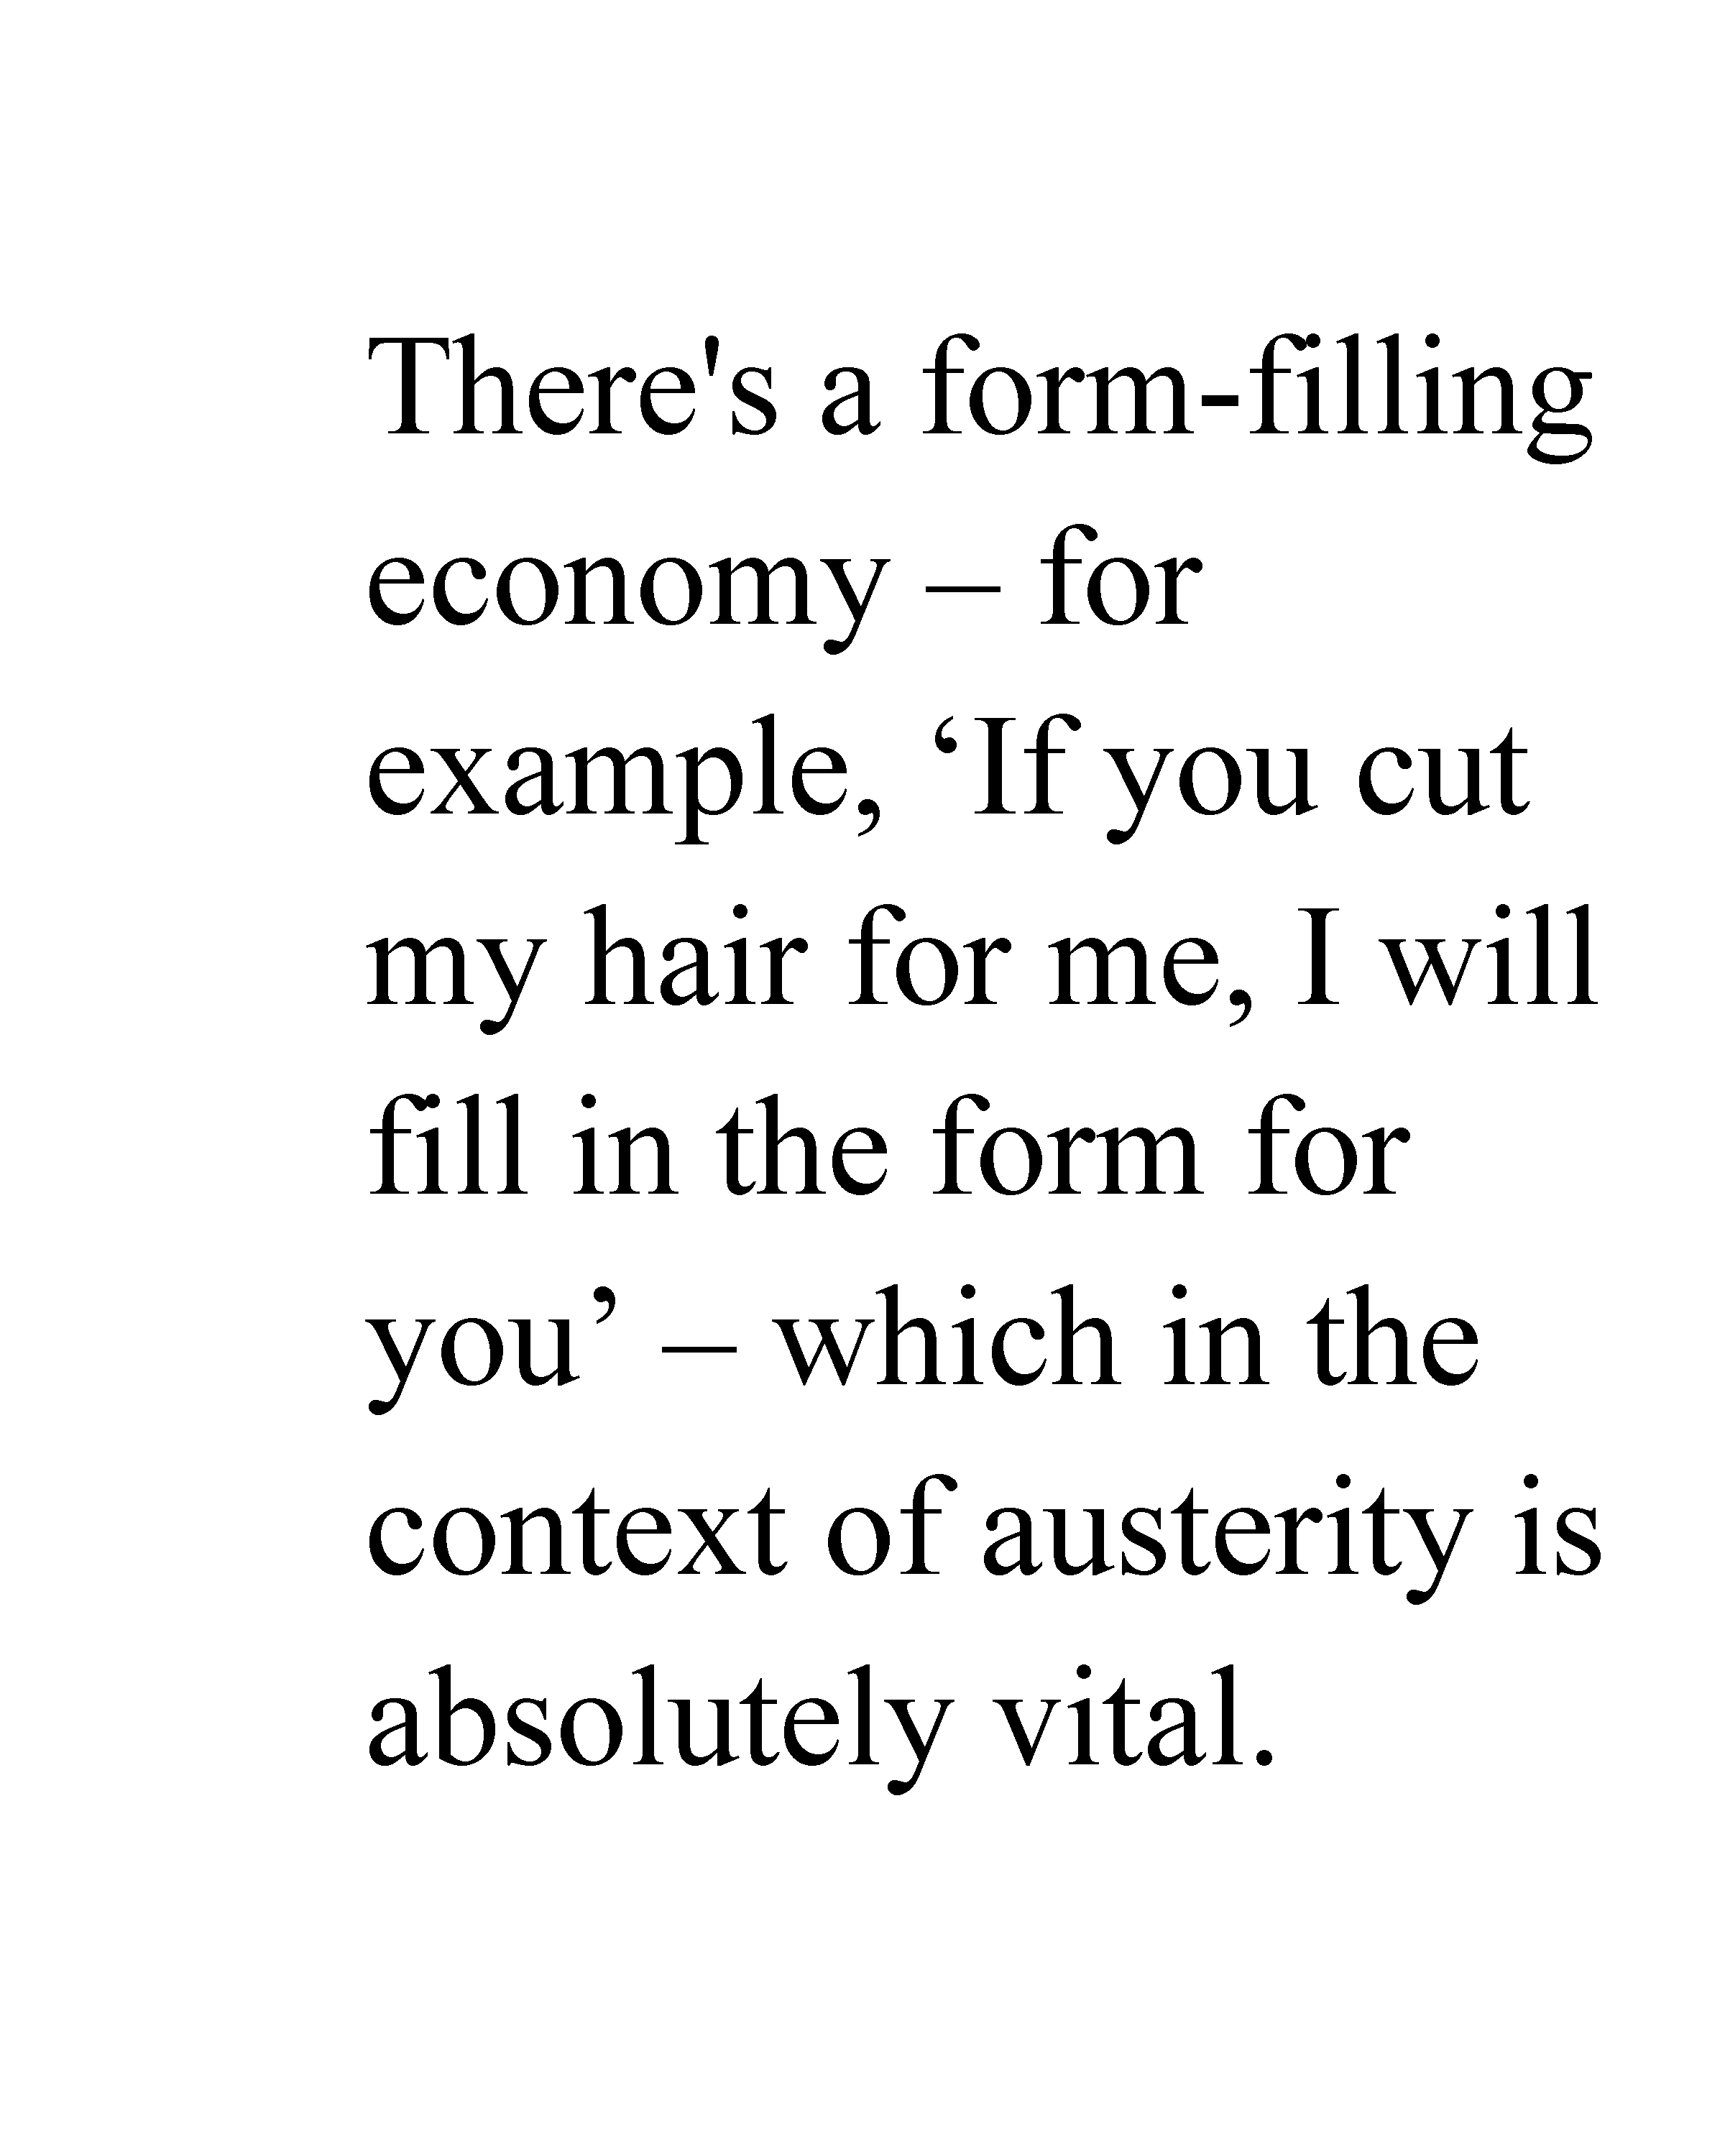 There's a form-filling
economy – for
example, ‘If you cut
my hair for me, I will
fill in the form for
you’ – which in the
context of austerity is
absolutely vital.